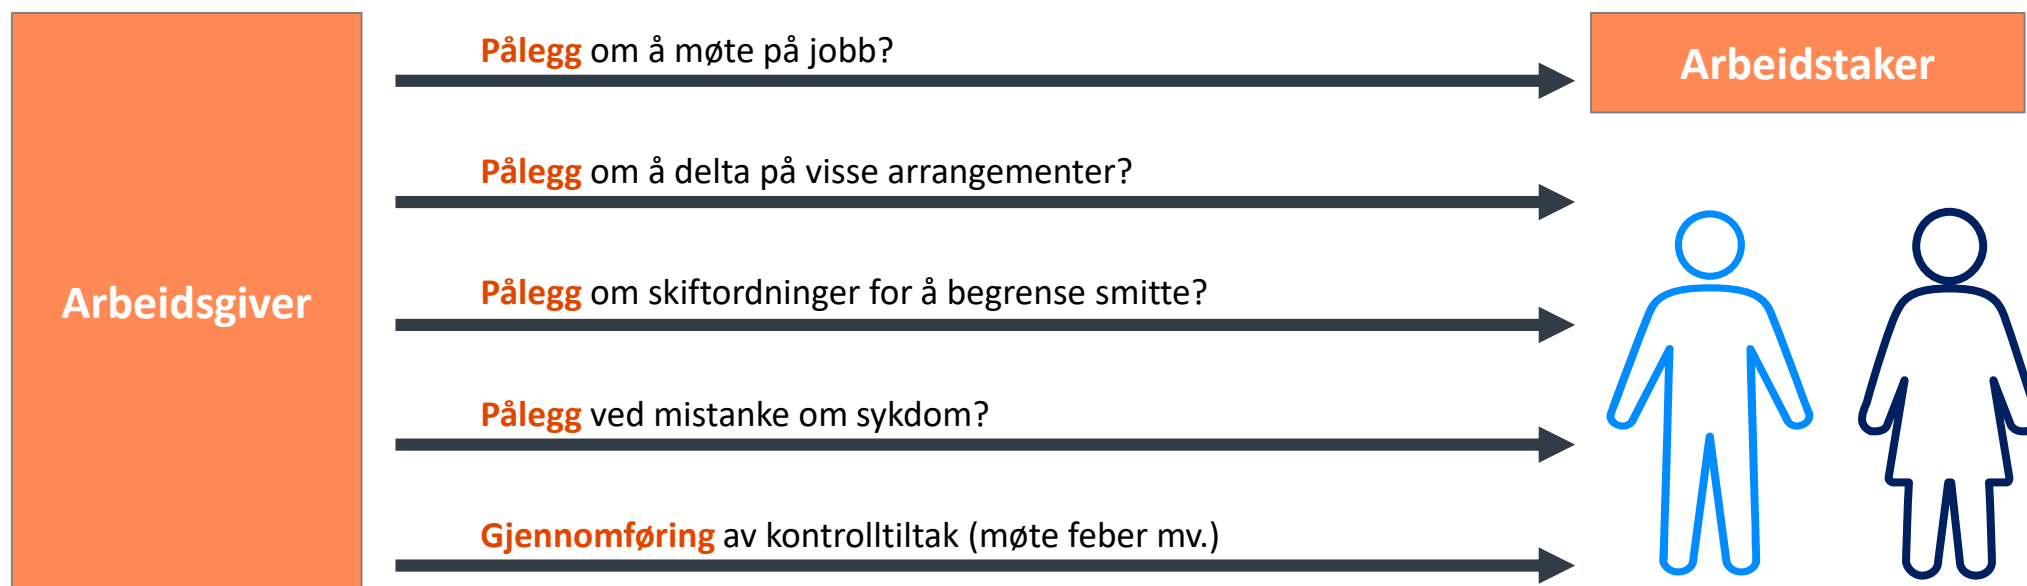 Arbeidsgiver
Pålegg om å møte på jobb?
Pålegg om å delta på visse arrangementer?
Pålegg om skiftordninger for å begrense smitte?
Pålegg ved mistanke om sykdom?
Gjennomføring av kontrolltiltak (møte feber mv.)
Arbeidstaker